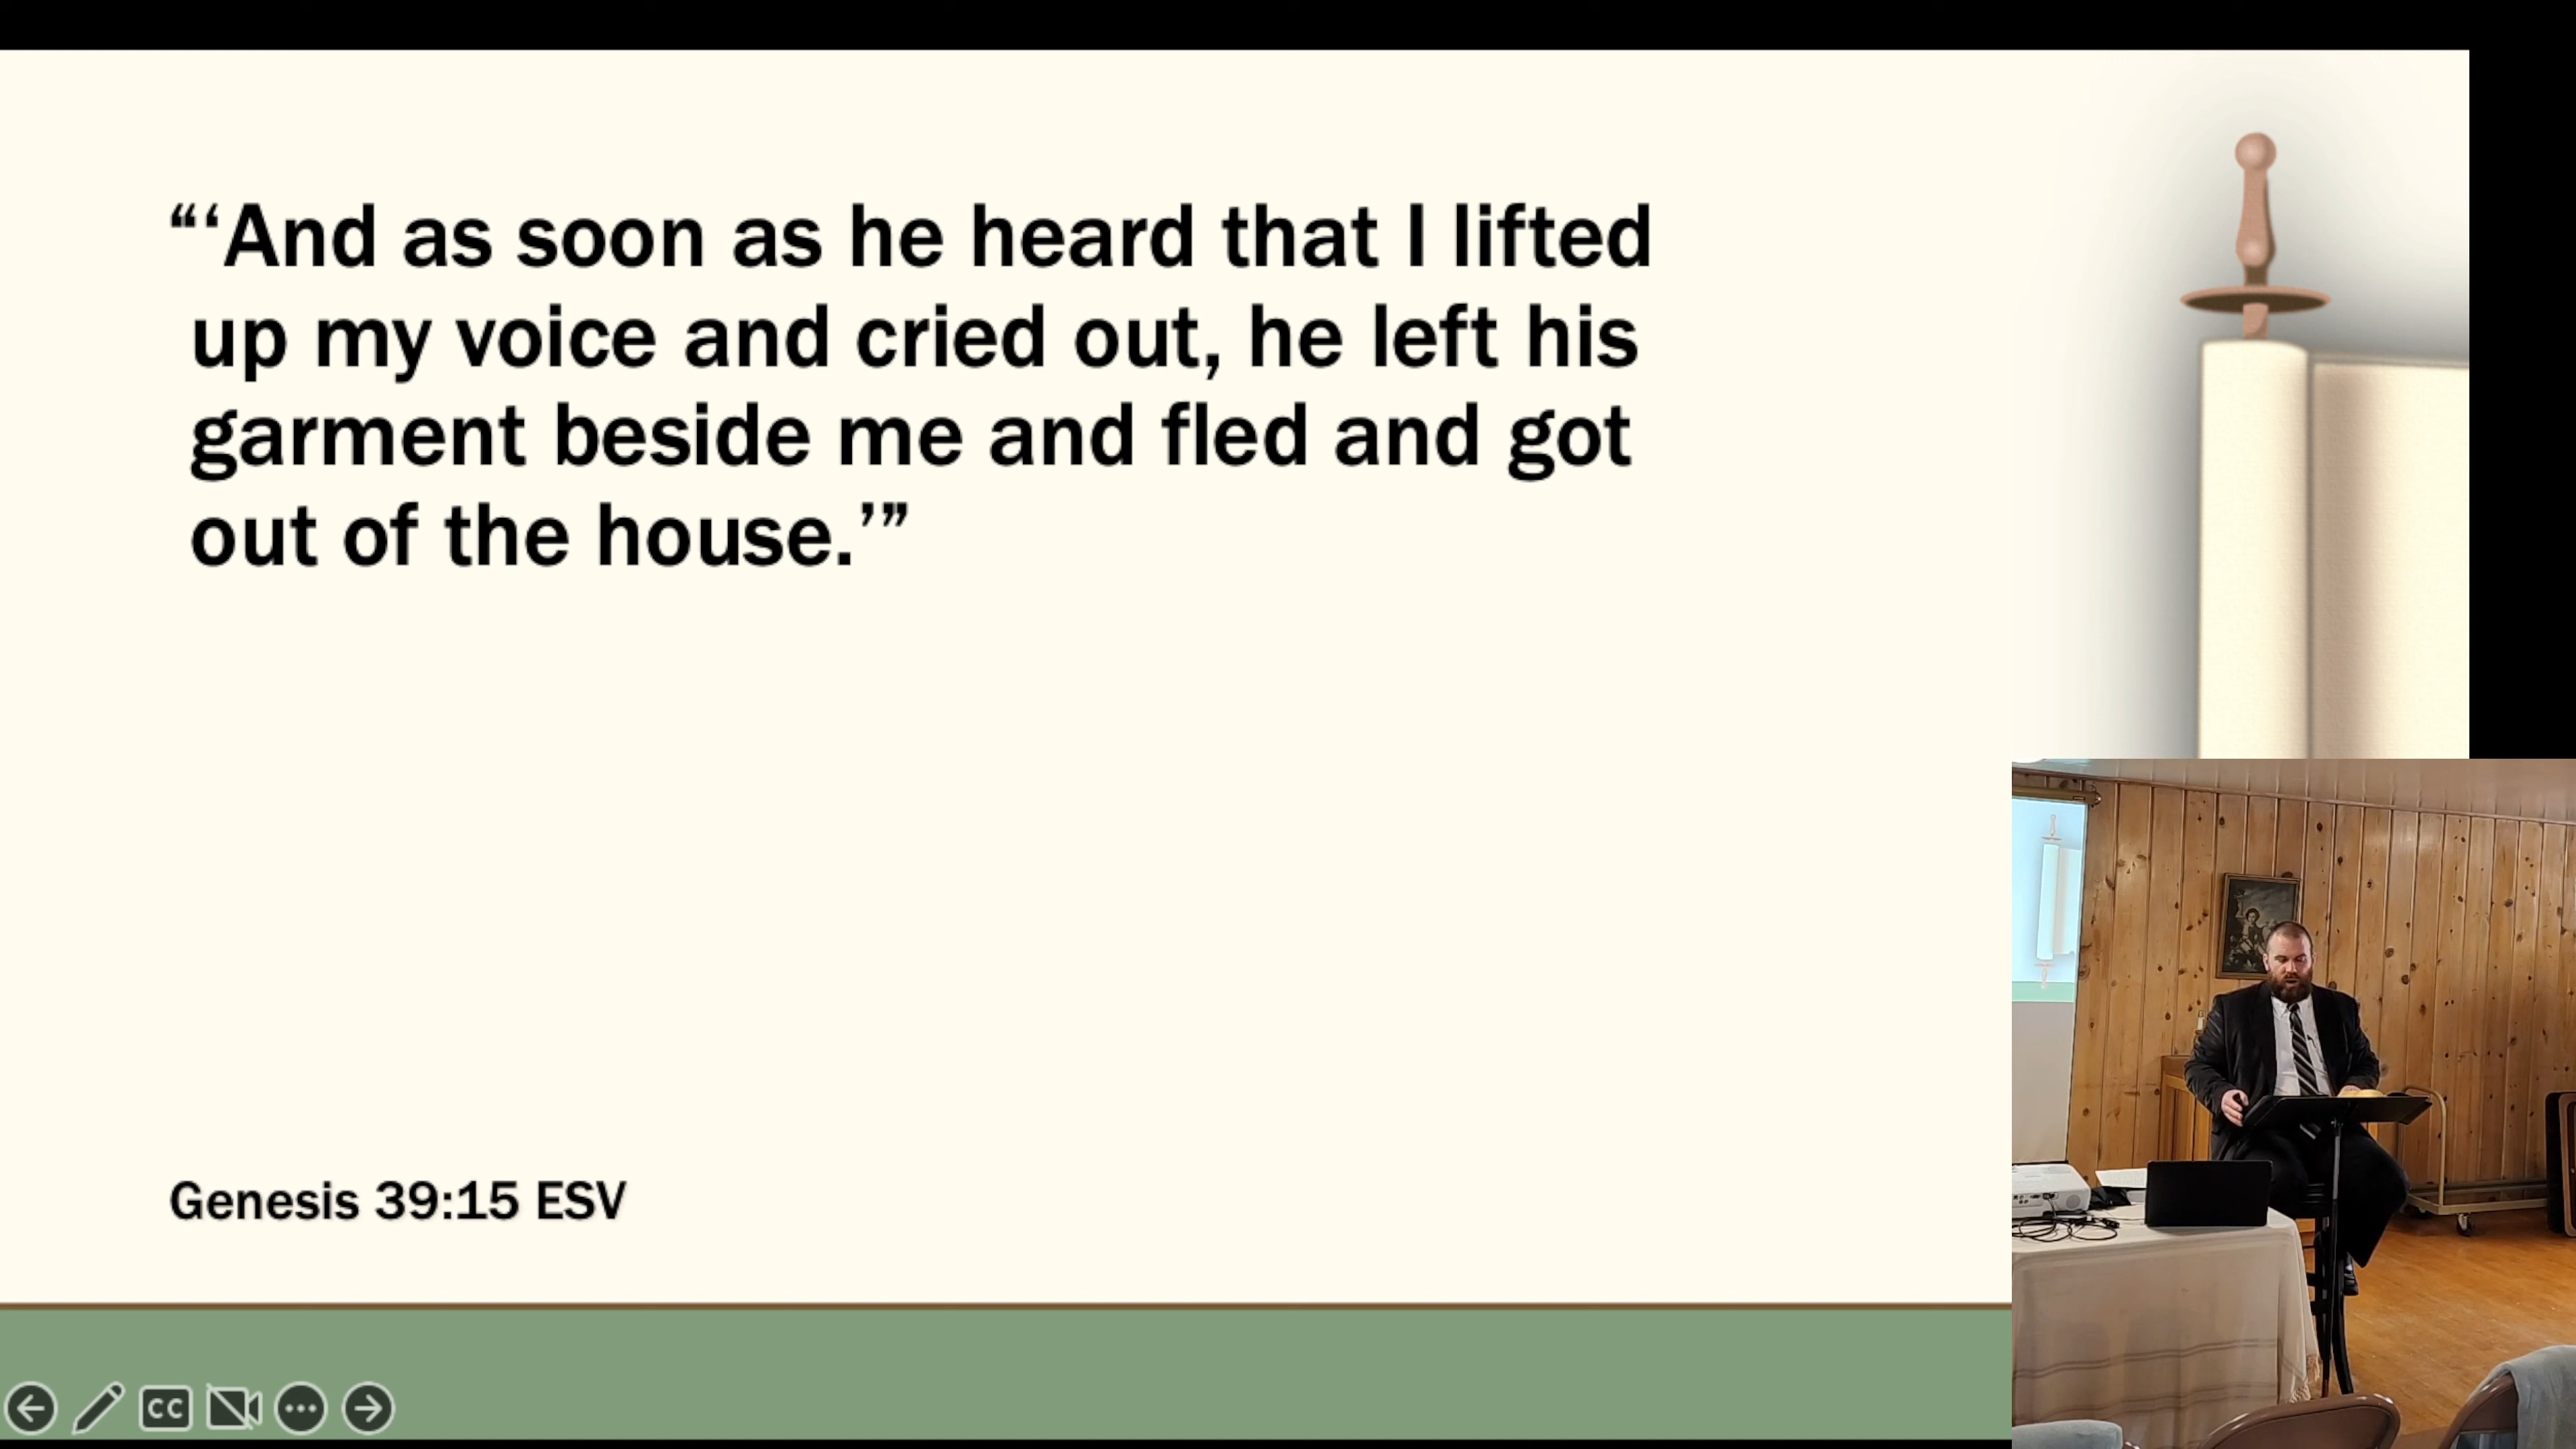 “‘And as soon as he heard that I lifted
up my voice and cried out, he left his
garment beside me and fled and got
out of the house.’”
Genesis 39:15 ESV
CC